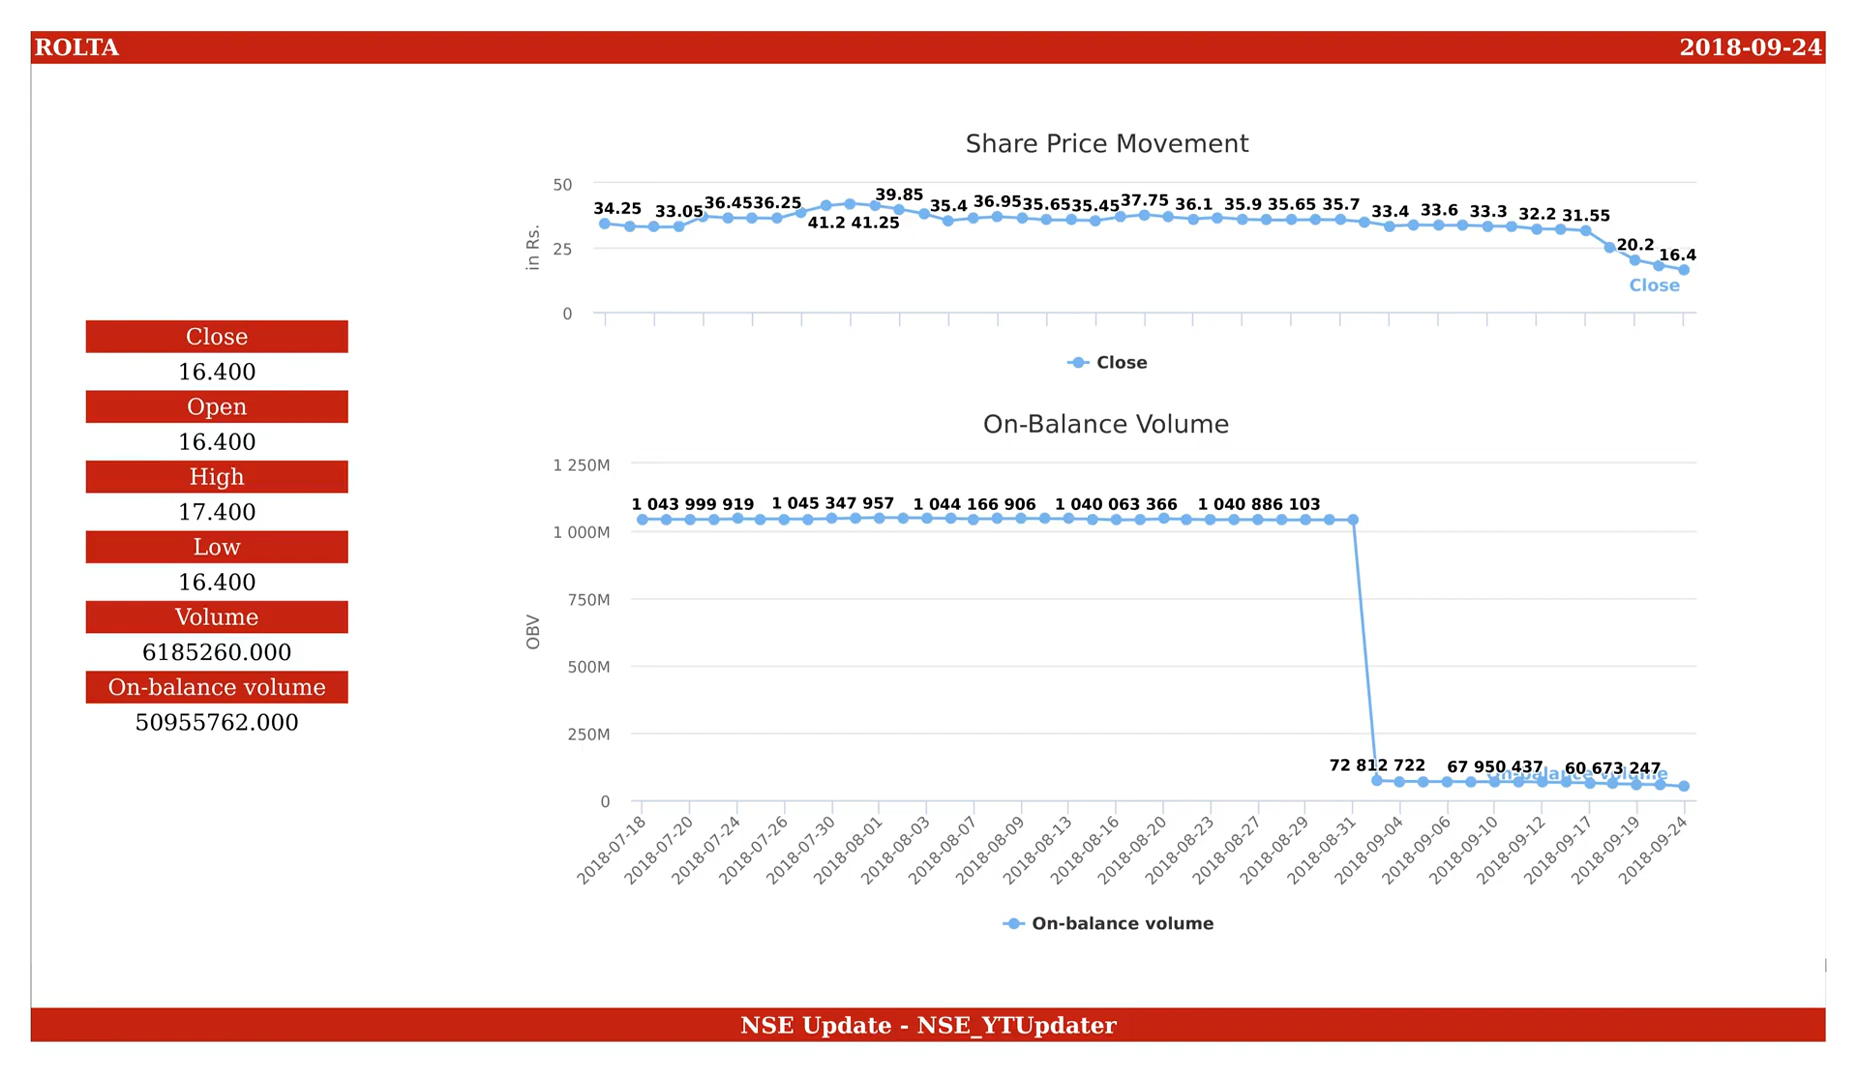 ROLTA
2018-09-24
Close
16.400
Open
16.400
High
17.400
Low
16.400
Volume
6185260.000
On-balance volume
50955762.000
Share Price Movement
in Rs.
50
25
0
34.25 33.05 36.45 36.25 39.85 35.4 36.95 35.65 35.45 37.75 36.1 35.9 35.65 35.7 33.4 33.6 33.3 32.2 31.55
41.2 41.25
20.2
16.4
Close
Close
On-Balance Volume
OBV
1 250M
1 000M
750M
500M
250M
0
1 043 999 919 1 045 347 957 1 044 166 906 1 040 063 366 1 040 886 103
72 812 722 67 950 437 60 673 247
On-balance volume
2018-07-18 2018-07-20 2018-07-24 2018-07-26 2018-07-30 2018-08-01 2018-08-03 2018-08-07 2018-08-09 2018-08-13 2018-08-16 2018-08-20 2018-08-23 2018-08-27 2018-08-29 2018-08-31 2018-09-04 2018-09-06 2018-09-10 2018-09-12 2018-09-17 2018-09-19 2018-09-24
On-balance volume
NSE Update - NSE_YTUpdater